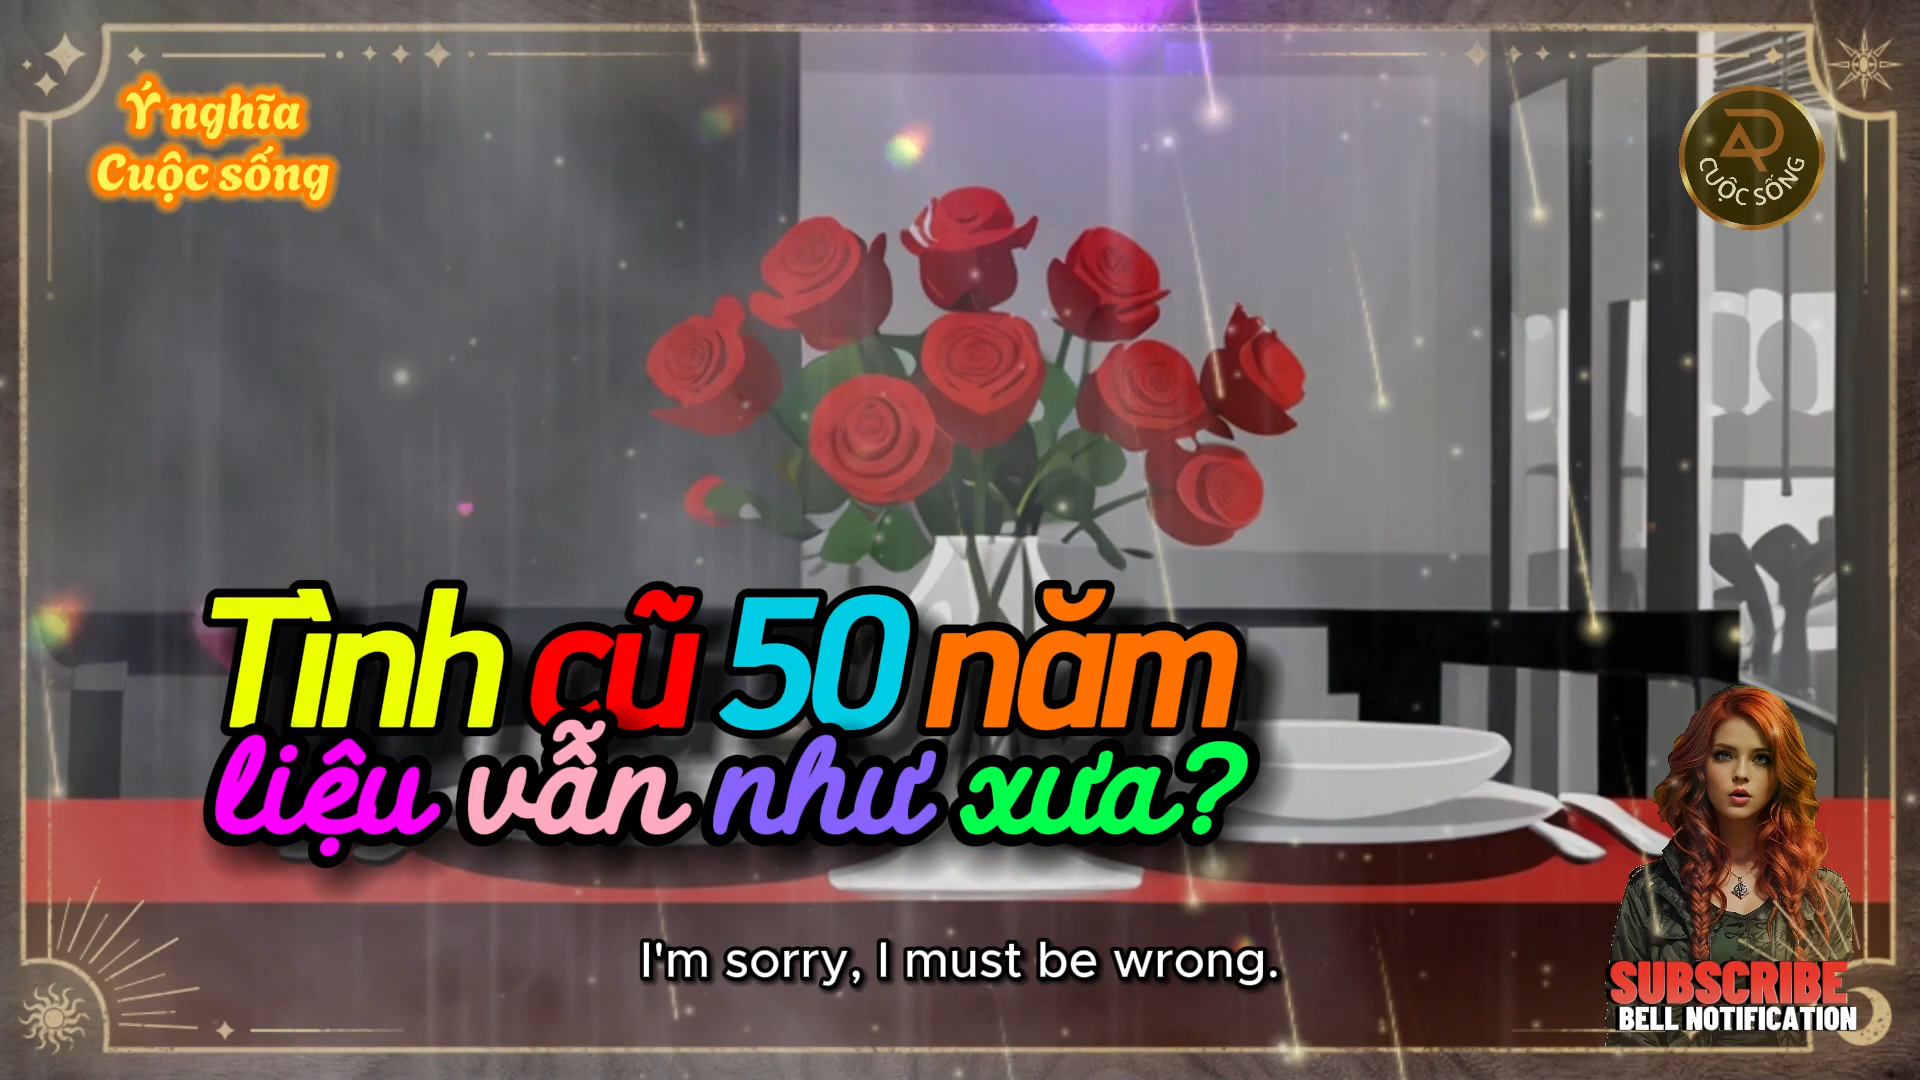 Ý nghĩa
Cuộc sống
CUỘC SỐNG
Tình cũ 50 năm
liệu vẫn như xưa?
I'm sorry, I must be wrong.
SUBSCRIBE
BELL NOTIFICATION